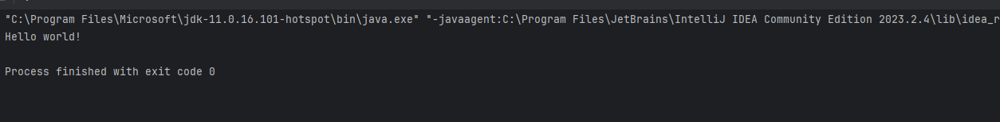 "C:\Program Files\Microsoft\jdk-11.0.16.101-hotspot\bin\java.exe" "-javaagent:C:\Program Files\JetBrains\IntelliJ IDEA Community Edition 2023.2.4\lib\idea_r
Hello world!
Process finished with exit code 0